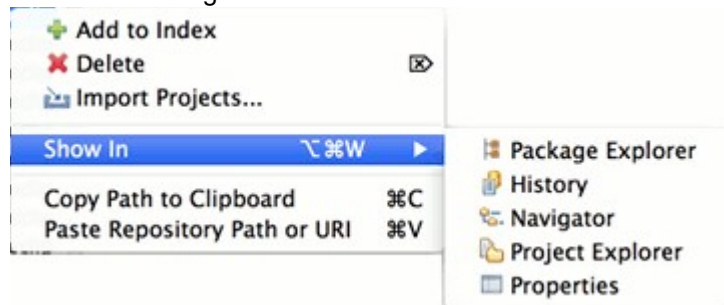 Add to Index
Delete ⌦
Import Projects...
Show In ⌥⌘W ▶
Package Explorer
History
Navigator
Project Explorer
Properties
Copy Path to Clipboard ⌘C
Paste Repository Path or URI ⌘V